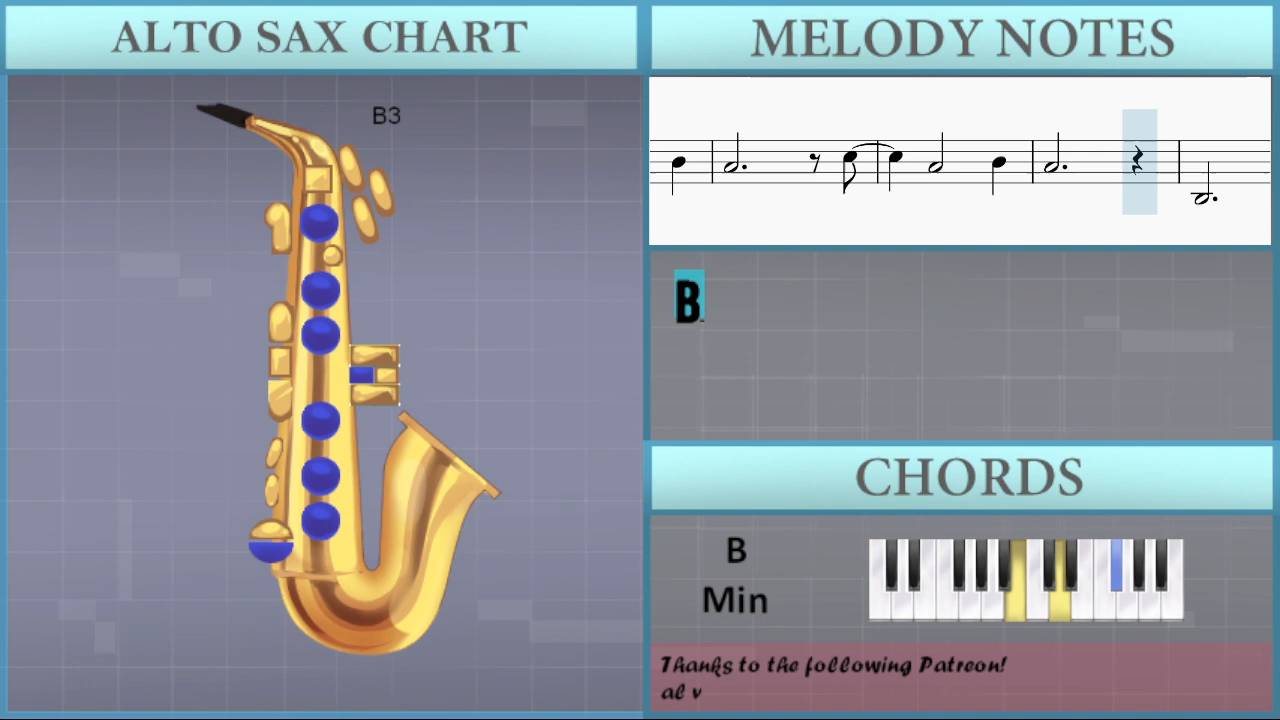 ALTO SAX CHART
B3
MELODY NOTES
B
CHORDS
B
Min
Thanks to the following Patreon!
al v